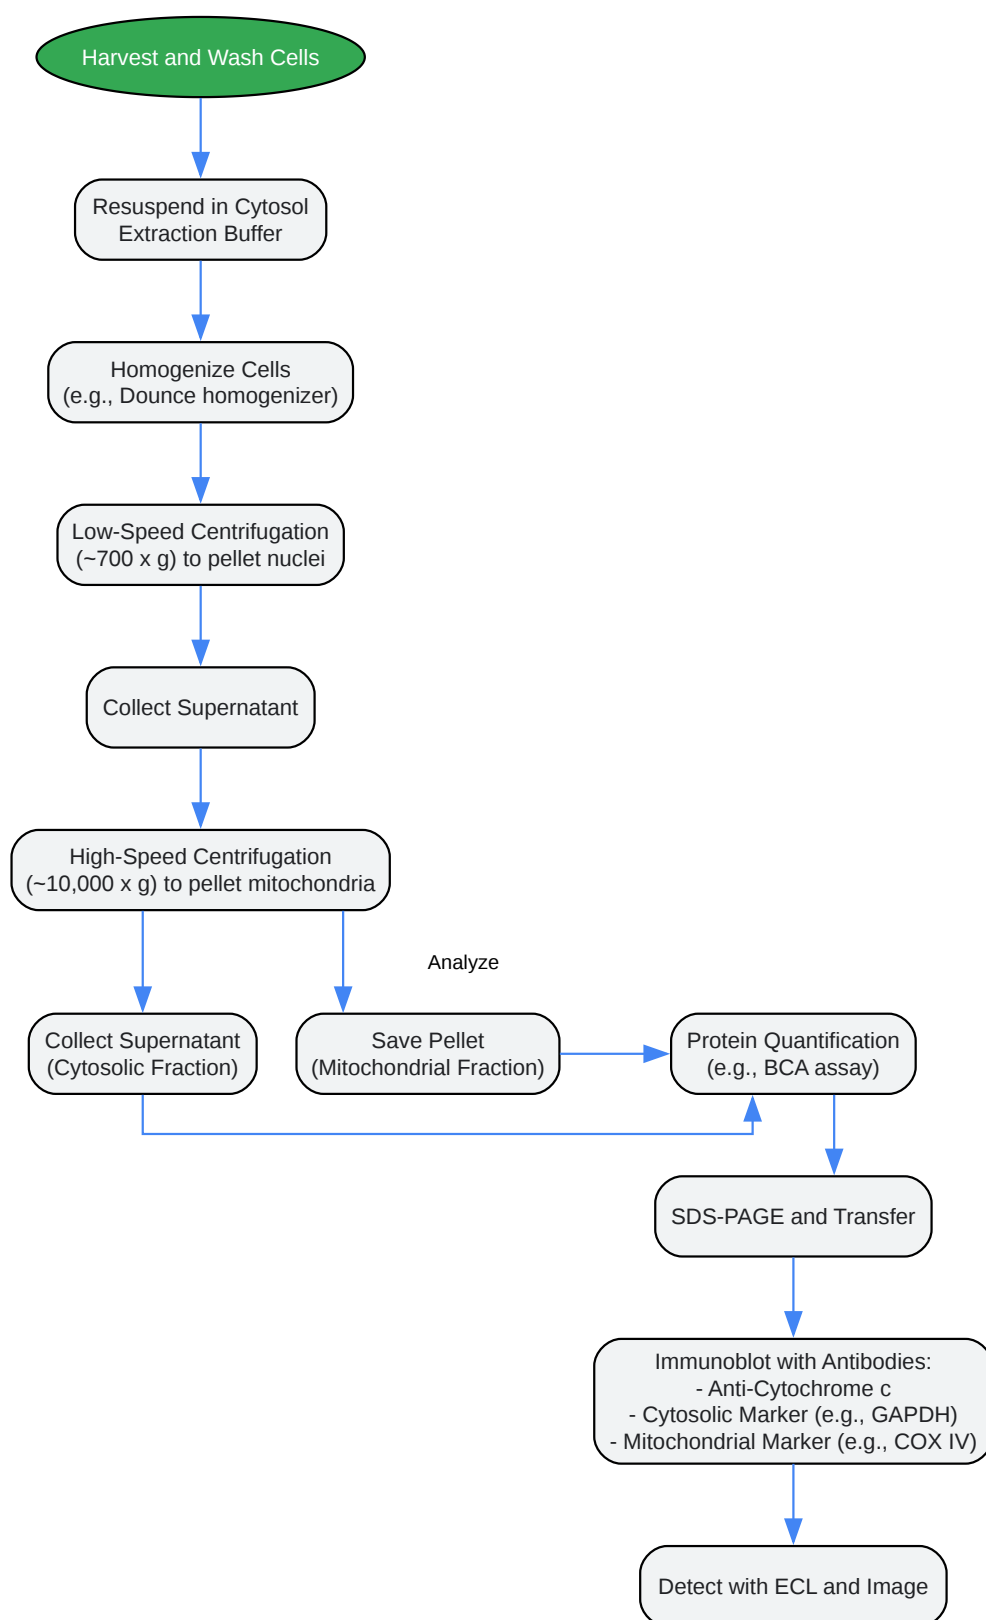 Harvest and Wash Cells
Resuspend in Cytosol
Extraction Buffer
Homogenize Cells
(e.g., Dounce homogenizer)
Low-Speed Centrifugation
(~700 x g) to pellet nuclei
Collect Supernatant
High-Speed Centrifugation
(~10,000 x g) to pellet mitochondria
Analyze
Collect Supernatant
(Cytosolic Fraction)
Save Pellet
(Mitochondrial Fraction)
Protein Quantification
(e.g., BCA assay)
SDS-PAGE and Transfer
Immunoblot with Antibodies:
- Anti-Cytochrome c
- Cytosolic Marker (e.g., GAPDH)
- Mitochondrial Marker (e.g., COX IV)
Detect with ECL and Image